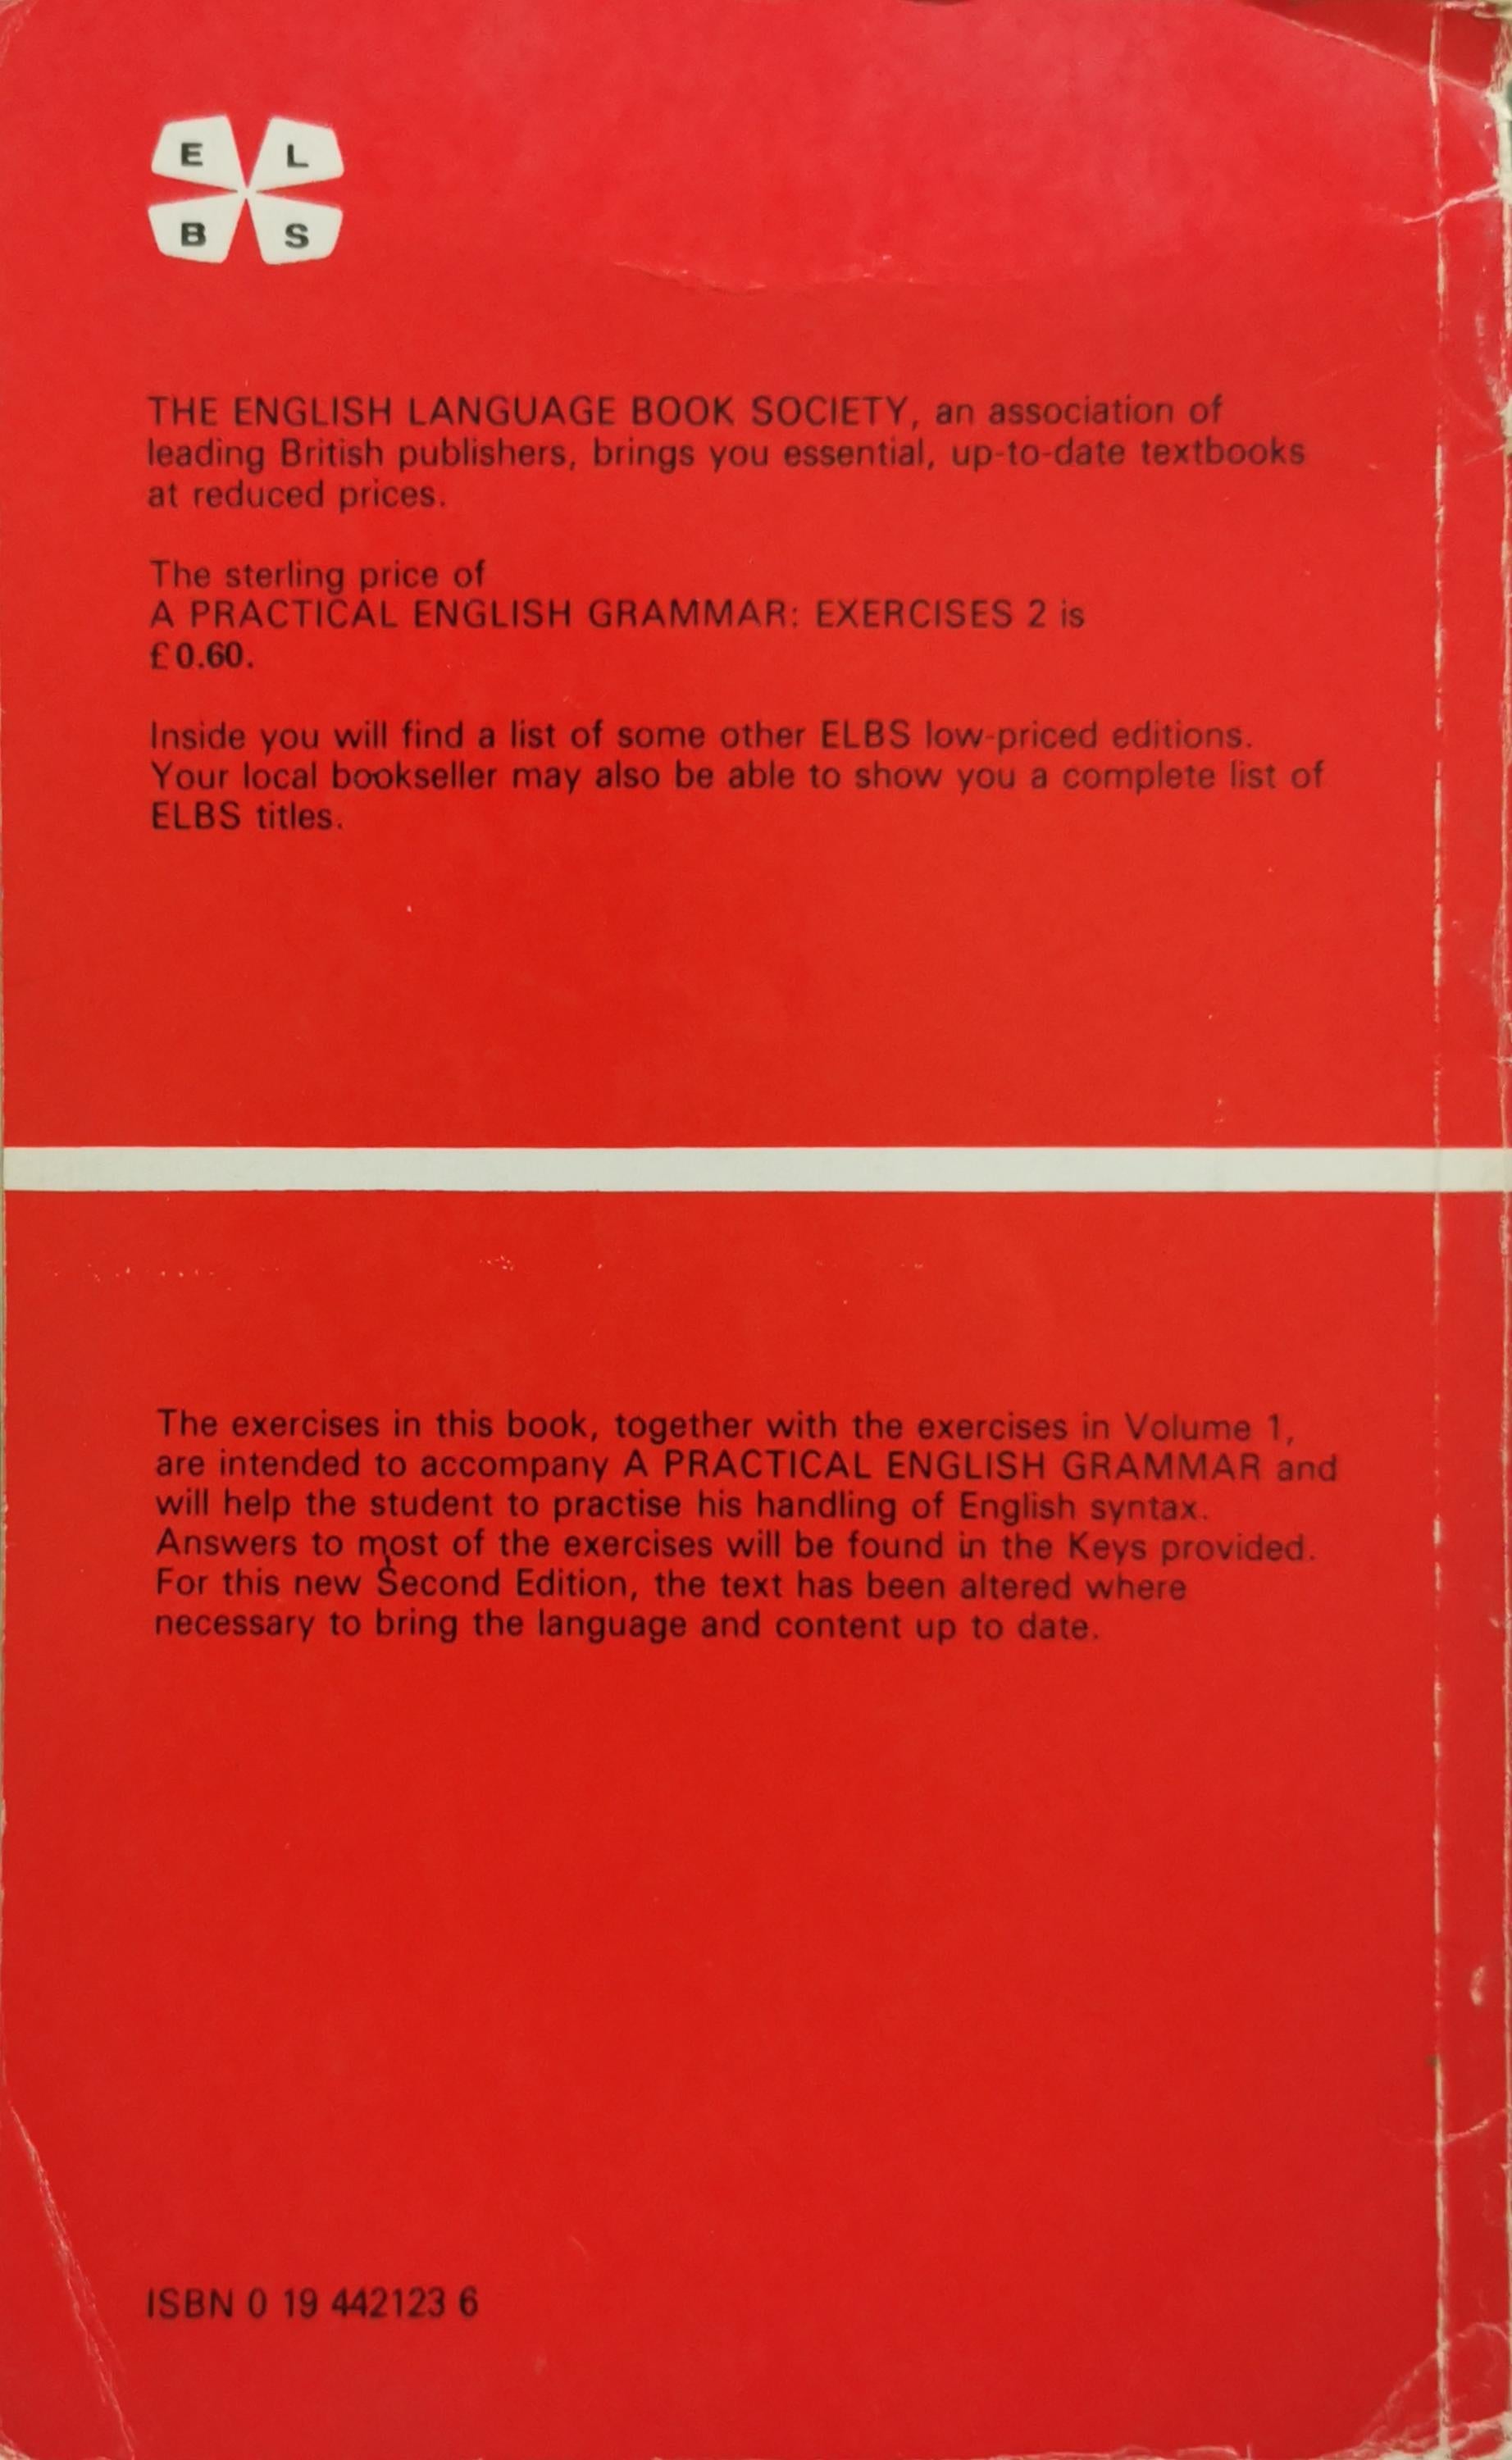 E L
B S
THE ENGLISH LANGUAGE BOOK SOCIETY, an association of
leading British publishers, brings you essential, up-to-date textbooks
at reduced prices.
The sterling price of
A PRACTICAL ENGLISH GRAMMAR: EXERCISES 2 is
£0.60.
Inside you will find a list of some other ELBS low-priced editions.
Your local bookseller may also be able to show you a complete list of
ELBS titles.
The exercises in this book, together with the exercises in Volume 1,
are intended to accompany A PRACTICAL ENGLISH GRAMMAR and
will help the student to practise his handling of English syntax.
Answers to most of the exercises will be found in the Keys provided.
For this new Second Edition, the text has been altered where
necessary to bring the language and content up to date.
ISBN 0 19 442123 6